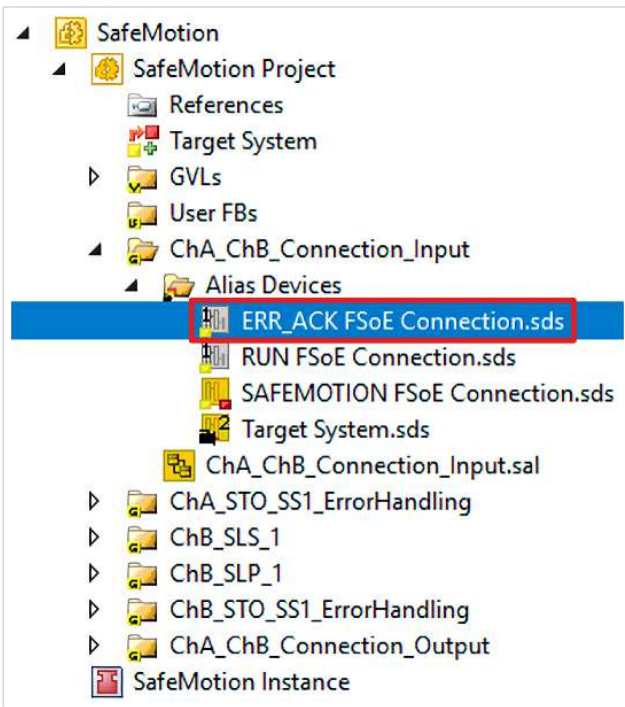 SafeMotion
SafeMotion Project
References
Target System
GVLs
User FBs
ChA_ChB_Connection_Input
Alias Devices
ERR_ACK FSoE Connection.sds
RUN FSoE Connection.sds
SAFEMOTION FSoE Connection.sds
Target System.sds
ChA_ChB_Connection_Input.sal
ChA_STO_SS1_ErrorHandling
ChB_SLS_1
ChB_SLP_1
ChB_STO_SS1_ErrorHandling
ChA_ChB_Connection_Output
SafeMotion Instance